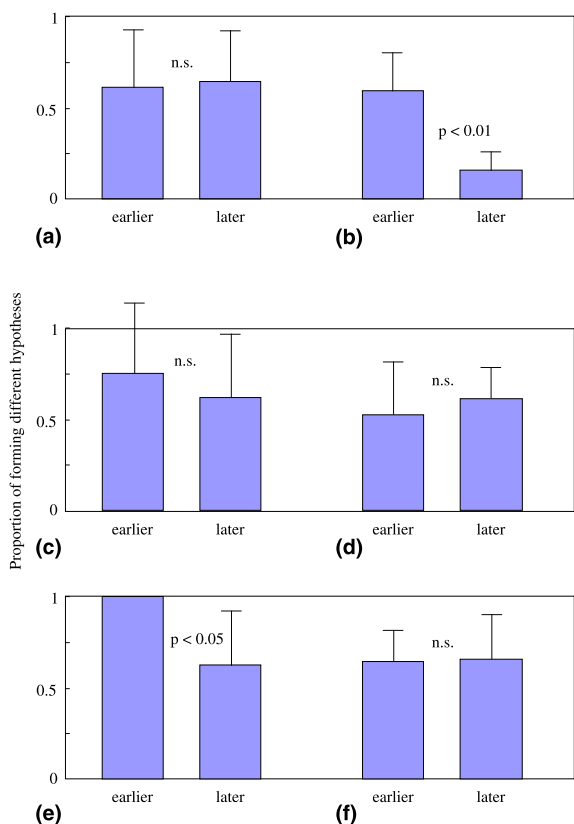 1
n.s.
0.5
p < 0.01
0
earlier later earlier later
(a) (b)
Proportion of forming different hypotheses
1
n.s. n.s.
0.5
0
earlier later earlier later
(c) (d)
1
p < 0.05 n.s.
0.5
0
earlier later earlier later
(e) (f)